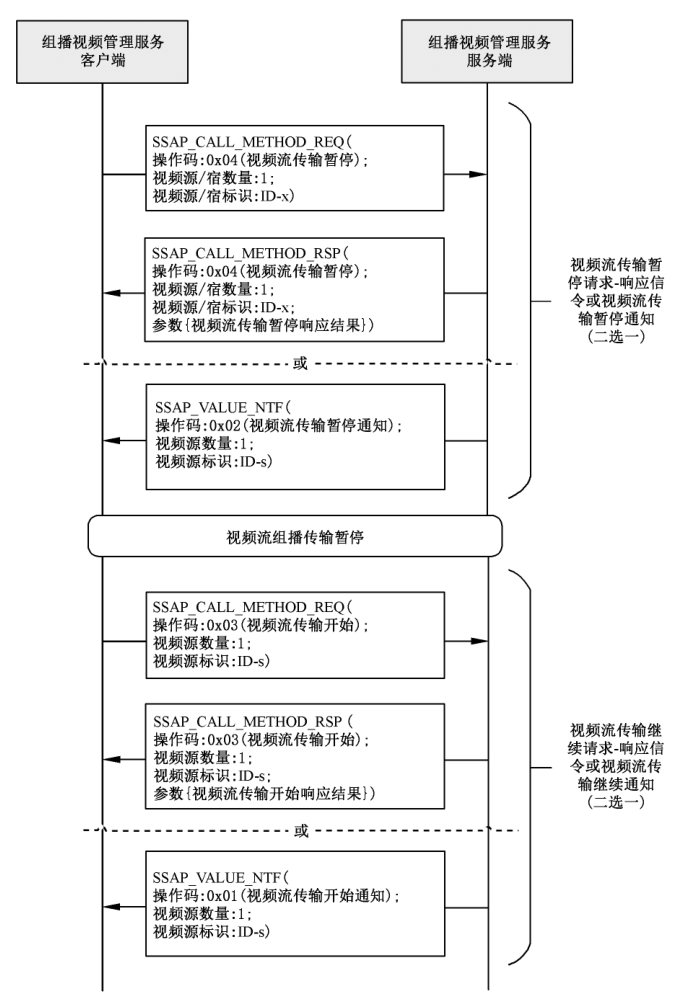 组播视频管理服务
客户端
组播视频管理服务
服务端
SSAP_CALL_METHOD_REQ(
操作码:0x04(视频流传输暂停);
视频源/宿数量:1;
视频源/宿标识:ID-x)
SSAP_CALL_METHOD_RSP(
操作码:0x04(视频流传输暂停);
视频源/宿数量:1;
视频源/宿标识:ID-x;
参数{视频流传输暂停响应结果})
视频流传输暂
停请求-响应信
令或视频流传
输暂停通知
(二选一)
或
SSAP_VALUE_NTF(
操作码:0x02(视频流传输暂停通知);
视频源数量:1;
视频源标识:ID-s)
视频流组播传输暂停
SSAP_CALL_METHOD_REQ(
操作码:0x03(视频流传输开始);
视频源数量:1;
视频源标识:ID-s)
SSAP_CALL_METHOD_RSP(
操作码:0x03(视频流传输开始);
视频源数量:1;
视频源标识:ID-s;
参数{视频流传输开始响应结果})
视频流传输继
续请求-响应信
令或视频流传
输继续通知
(二选一)
或
SSAP_VALUE_NTF(
操作码:0x01(视频流传输开始通知);
视频源数量:1;
视频源标识:ID-s)